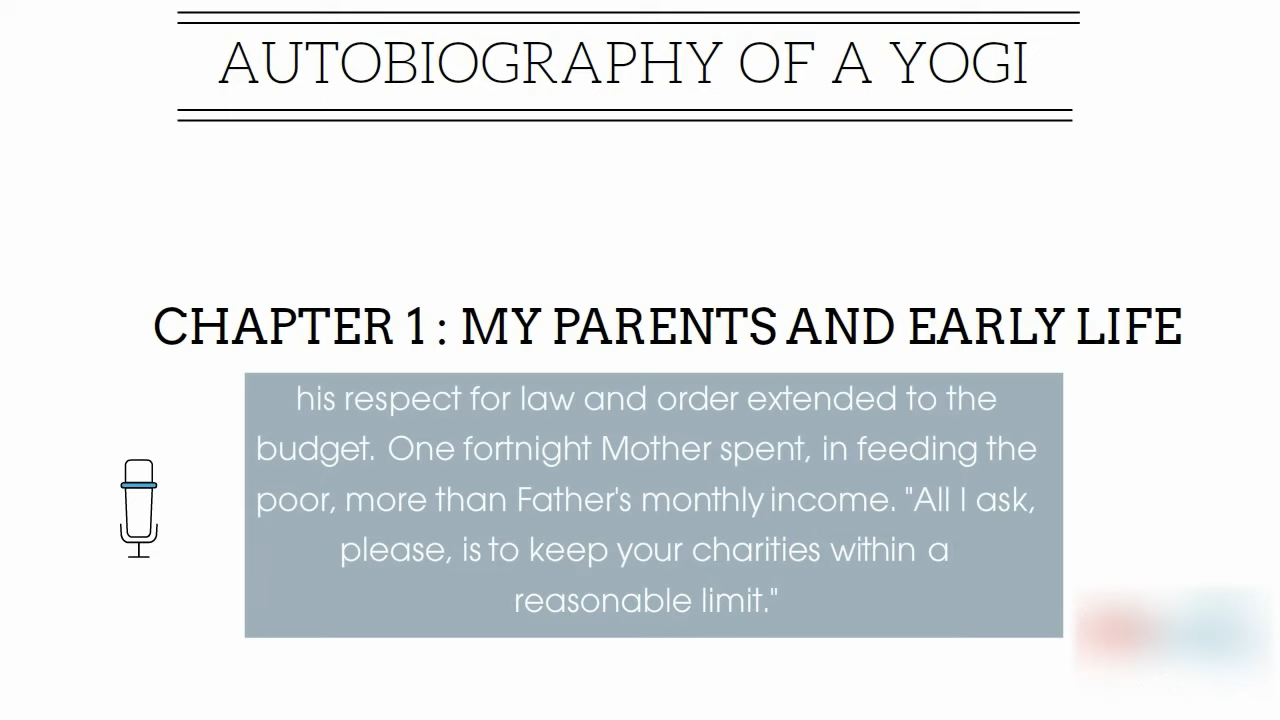 AUTOBIOGRAPHY OF A YOGI
CHAPTER 1 : MY PARENTS AND EARLY LIFE
his respect for law and order extended to the
budget. One fortnight Mother spent, in feeding the
poor, more than Father's monthly income. "All I ask,
please, is to keep your charities within a
reasonable limit."